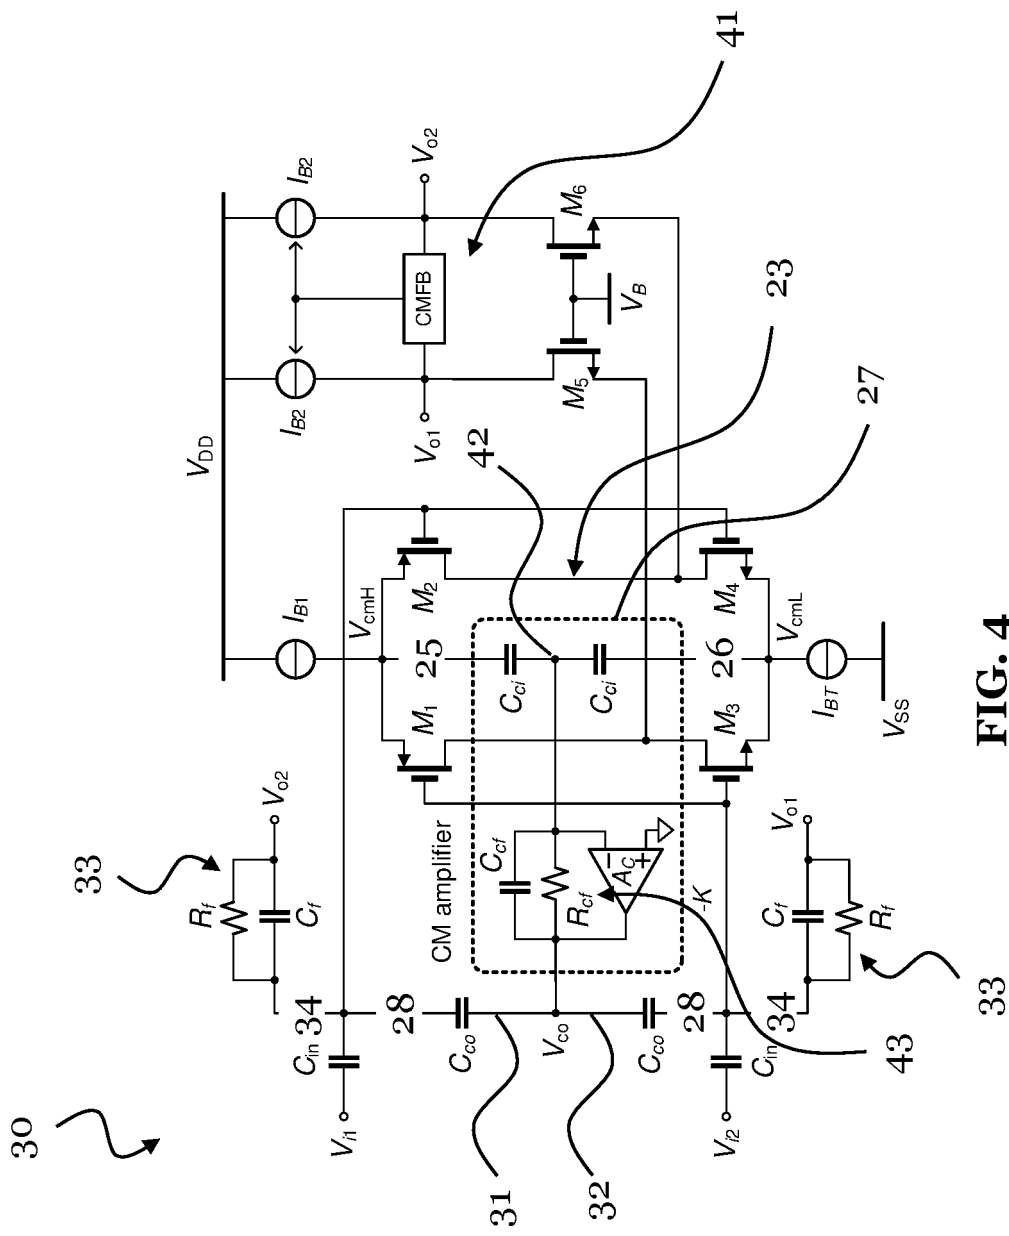 30
33
R_f
C_f
V_o2
V_DD
I_B1
I_B2
I_B2
41
V_o1
CMFB
V_o2
34
C_in
V_i1
28
C_co
31
V_co
32
C_co
28
C_in
V_i2
34
43
33
C_f
R_f
V_o1
CM amplifier
C_cf
R_cf
A_C
−
+
-K
V_cmH
M_1
25
M_2
42
C_ci
C_ci
26
M_3
M_4
V_cmL
I_BT
V_SS
23
27
M_5
M_6
V_B
FIG. 4